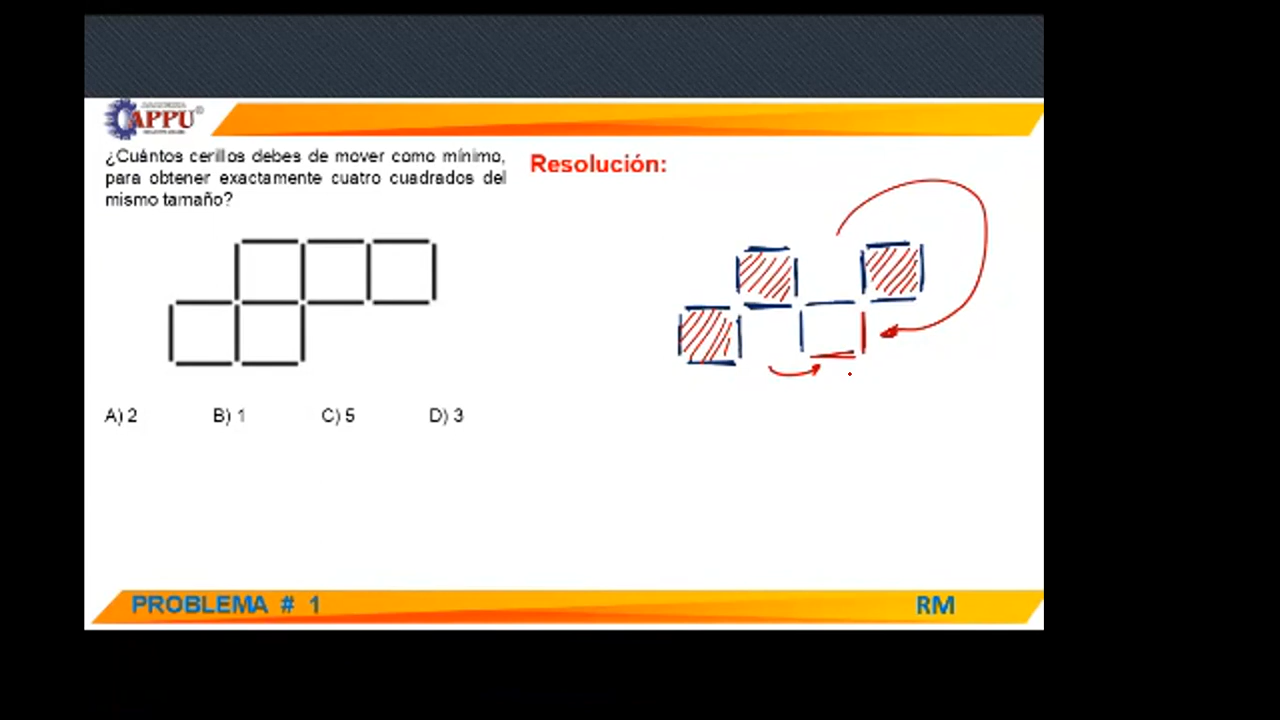 APPU
¿Cuántos cerillos debes de mover como mínimo,
para obtener exactamente cuatro cuadrados del
mismo tamaño?
Resolución:
A) 2 B) 1 C) 5 D) 3
PROBLEMA # 1
RM